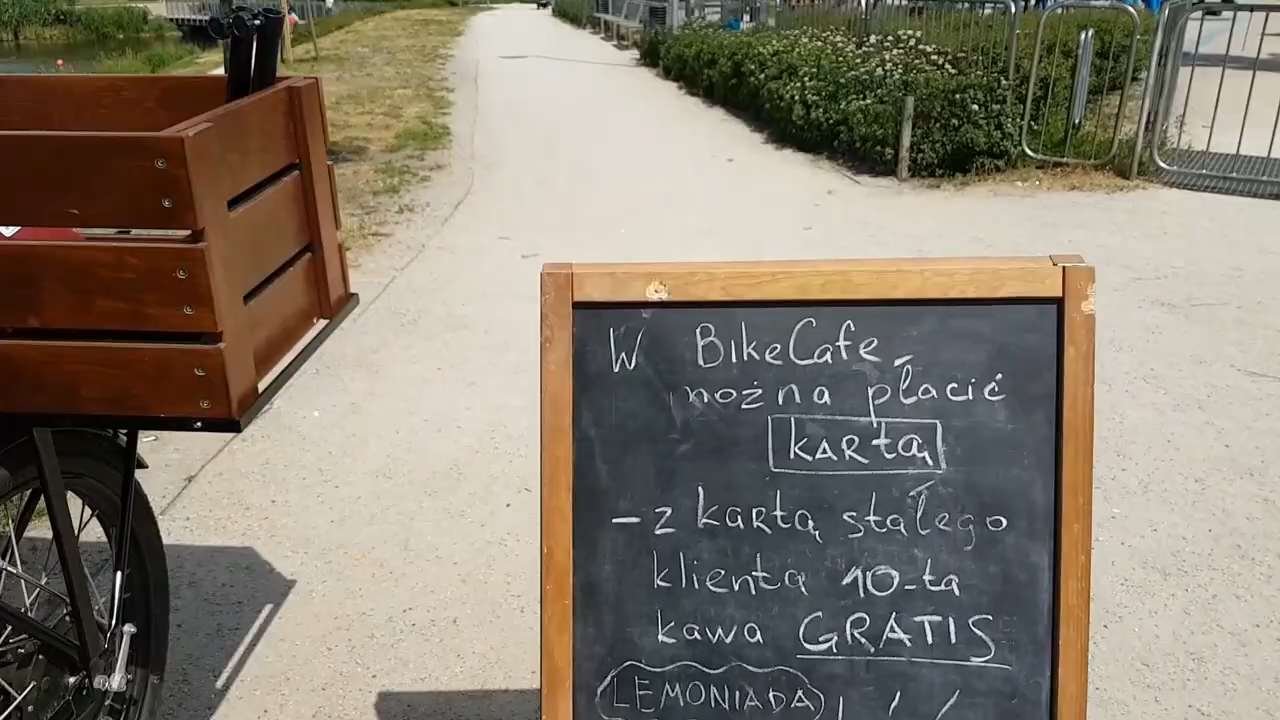 W BikeCafe
można płacić
KARTĄ
- z kartą stałego
klienta 10-ta
kawa GRATIS
LEMONIADA